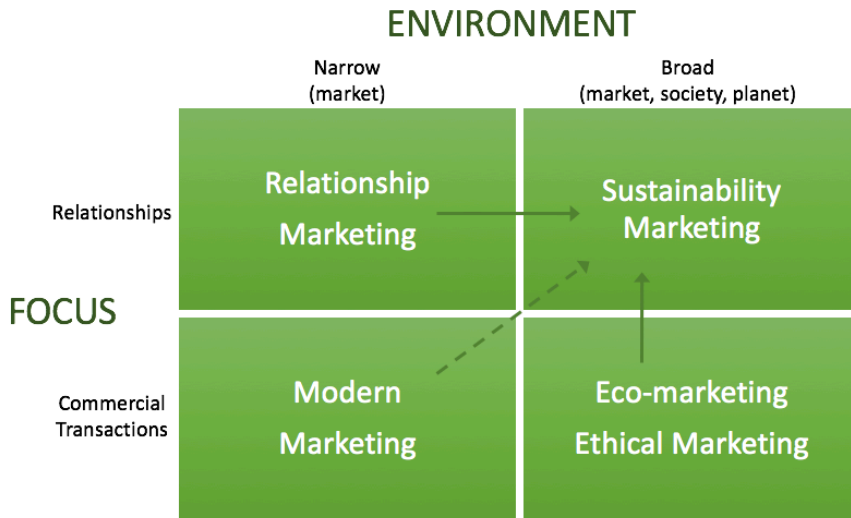 ENVIRONMENT
Narrow
(market)
Broad
(market, society, planet)
Relationships
Relationship
Marketing
Sustainability
Marketing
FOCUS
Commercial
Transactions
Modern
Marketing
Eco-marketing
Ethical Marketing